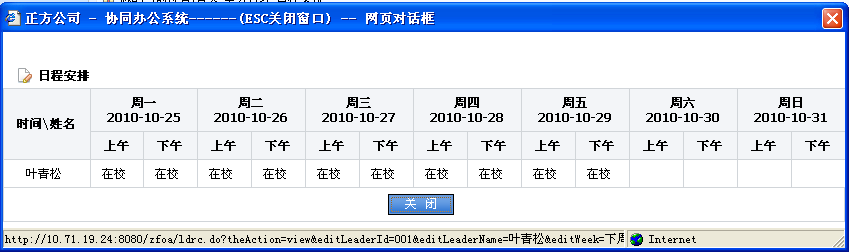 正方公司 - 协同办公系统------(ESC关闭窗口) -- 网页对话框
日程安排
时间\姓名 周一 周二 周三 周四 周五 周六 周日
2010-10-25 2010-10-26 2010-10-27 2010-10-28 2010-10-29 2010-10-30 2010-10-31
上午 下午 上午 下午 上午 下午 上午 下午 上午 下午 上午 下午 上午 下午
叶青松 在校 在校 在校 在校 在校 在校 在校 在校 在校 在校
关 闭
http://10.71.19.24:8080/zfoa/ldrc.do?theAction=view&editLeaderId=001&editLeaderName=叶青松&editWeek=下周 Internet